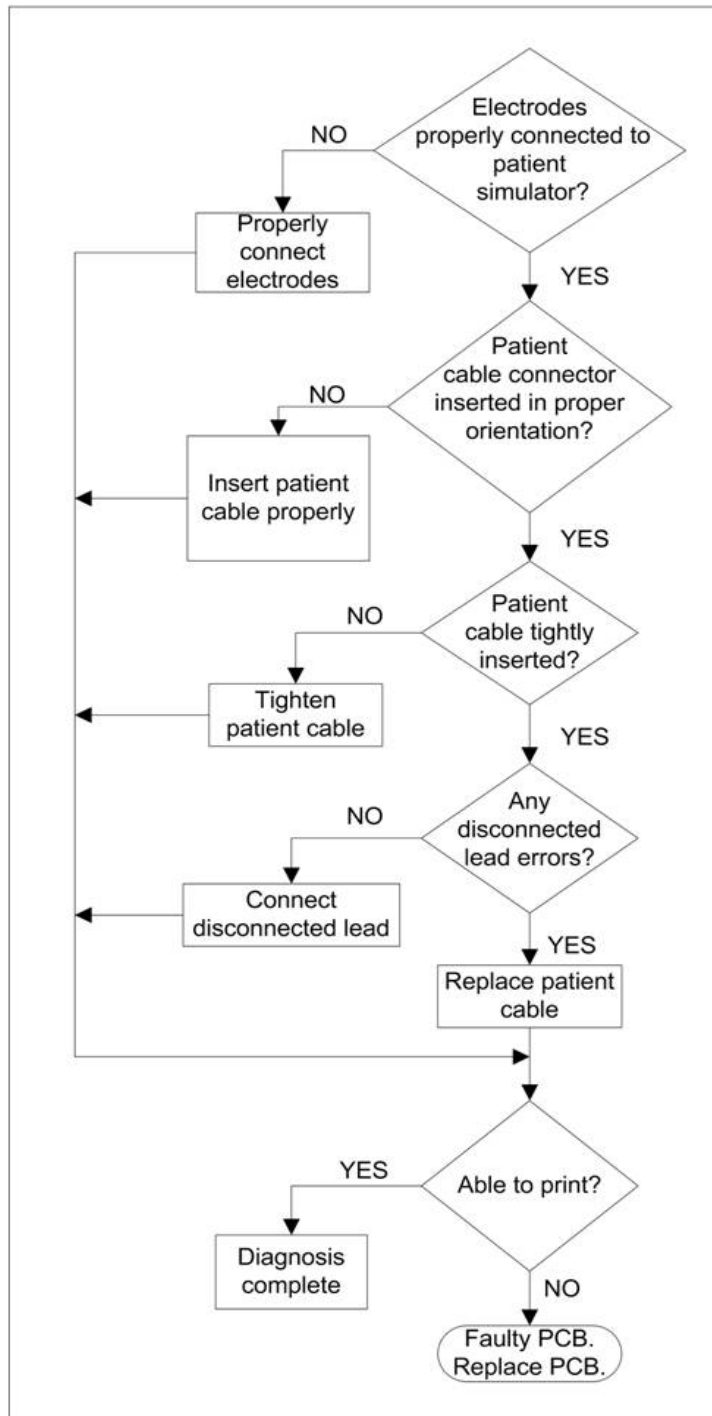 Electrodes
properly connected to
patient
simulator?
NO
Properly
connect
electrodes
YES
Patient
cable connector
inserted in proper
orientation?
NO
Insert patient
cable properly
YES
Patient
cable tightly
inserted?
NO
Tighten
patient cable
YES
Any
disconnected
lead errors?
NO
Connect
disconnected lead
YES
Replace patient
cable
Able to print?
YES
Diagnosis
complete
NO
Faulty PCB.
Replace PCB.